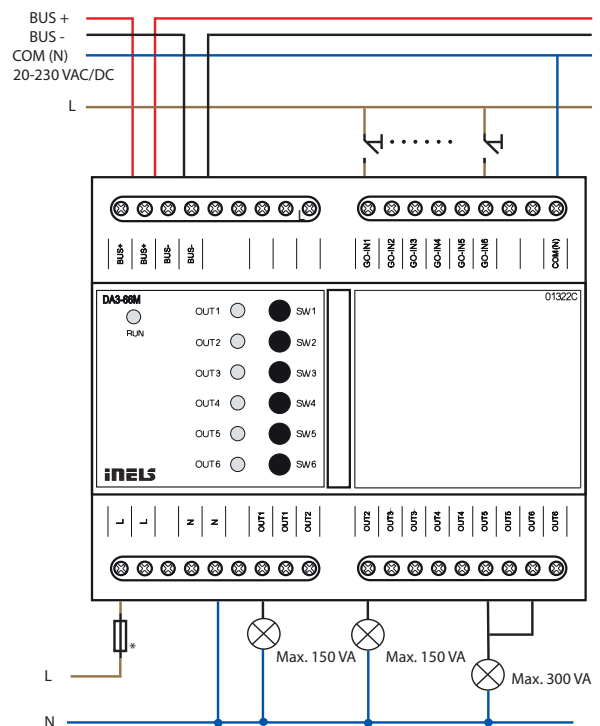 BUS +
BUS -
COM (N)
20-230 VAC/DC
L
L
BUS+ BUS+ BUS- BUS- GO-IN1 GO-IN2 GO-IN3 GO-IN4 GO-IN5 GO-IN6 COM(N)
DA3-66M 01322C
RUN
OUT1 SW1
OUT2 SW2
OUT3 SW3
OUT4 SW4
OUT5 SW5
OUT6 SW6
iNELS
L L N N OUT1 OUT1 OUT2 OUT2 OUT3 OUT3 OUT4 OUT4 OUT5 OUT5 OUT6 OUT6
*
Max. 150 VA Max. 150 VA
L Max. 300 VA
N